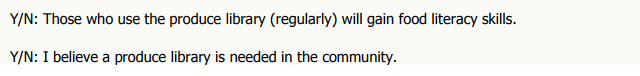 Y/N: Those who use the produce library (regularly) will gain food literacy skills.
Y/N: I believe a produce library is needed in the community.